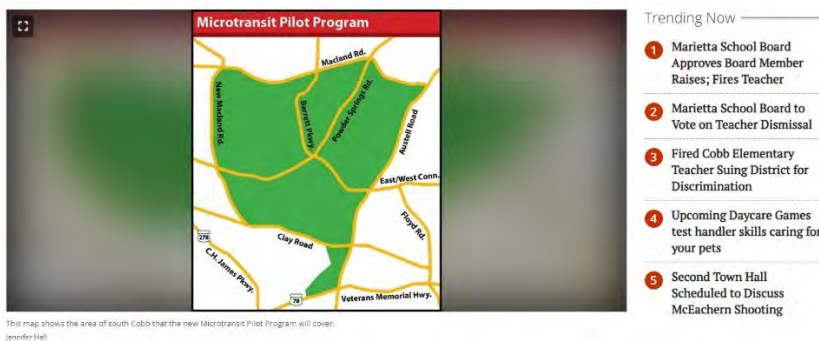 Microtransit Pilot Program
Macland Rd.
New Macland Rd.
Barrett Pkwy.
Powder Springs Rd.
Austell Road
East/West Conn.
Floyd Rd.
Clay Road
278
C.H. James Pkwy.
78
Veterans Memorial Hwy.
This map shows the area of south Cobb that the new Microtransit Pilot Program will cover.
Jennifer Hall
Trending Now
1 Marietta School Board
Approves Board Member
Raises; Fires Teacher
2 Marietta School Board to
Vote on Teacher Dismissal
3 Fired Cobb Elementary
Teacher Suing District for
Discrimination
4 Upcoming Daycare Games
test handler skills caring for
your pets
5 Second Town Hall
Scheduled to Discuss
McEachern Shooting